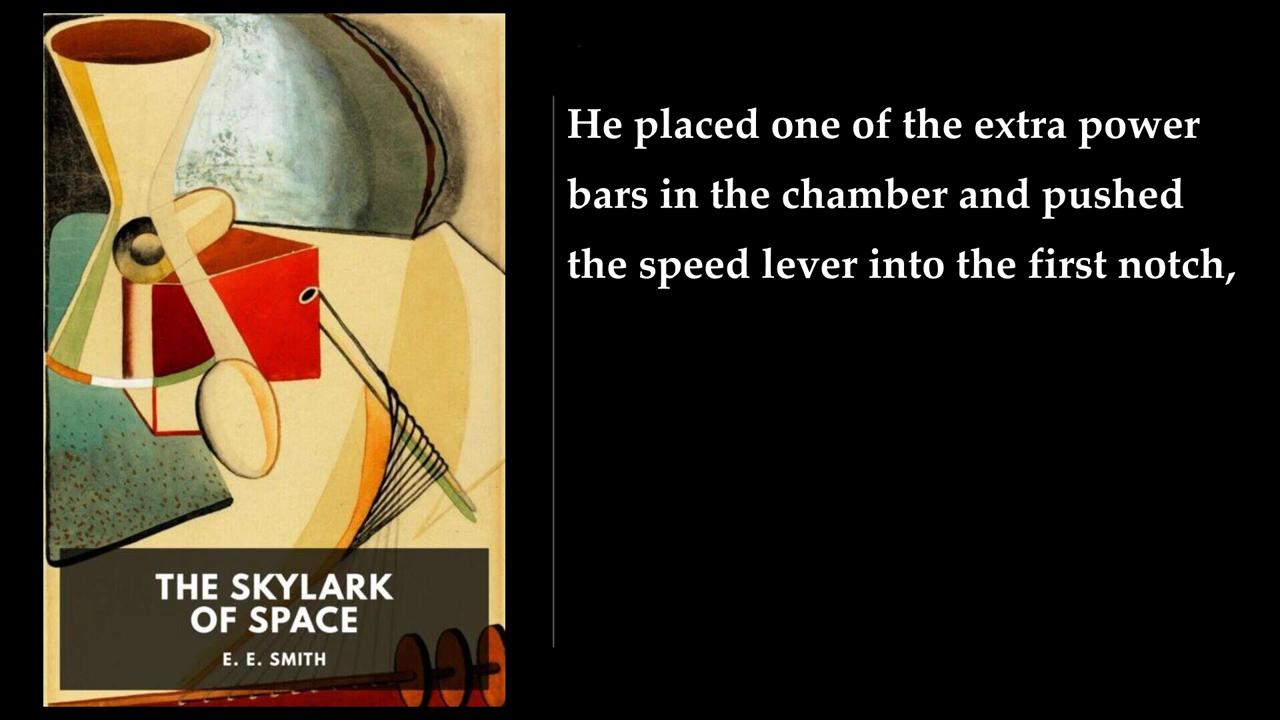 THE SKYLARK
OF SPACE
E. E. SMITH
He placed one of the extra power
bars in the chamber and pushed
the speed lever into the first notch,